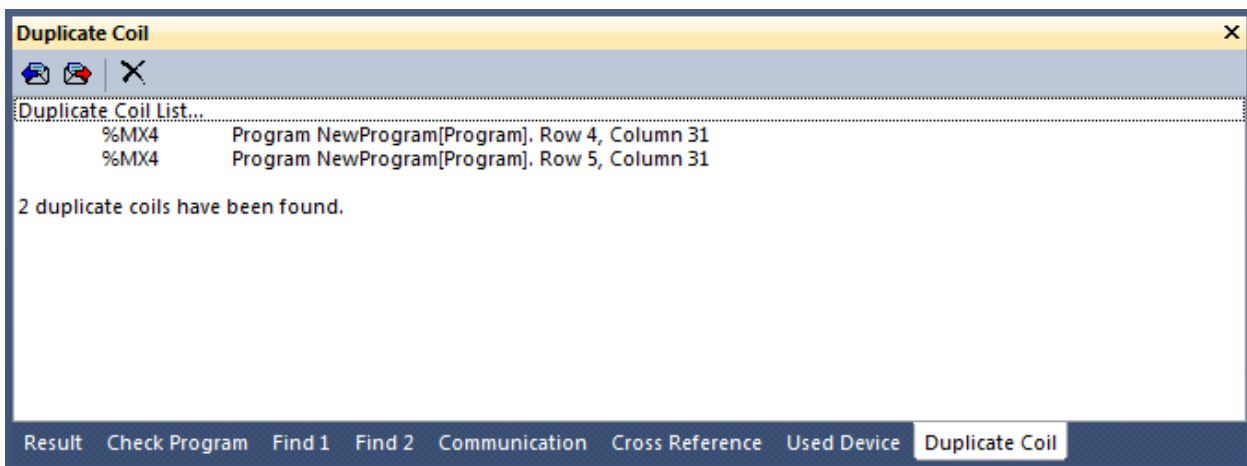 Duplicate Coil
Duplicate Coil List...
%MX4 Program NewProgram[Program]. Row 4, Column 31
%MX4 Program NewProgram[Program]. Row 5, Column 31
2 duplicate coils have been found.
Result Check Program Find 1 Find 2 Communication Cross Reference Used Device Duplicate Coil